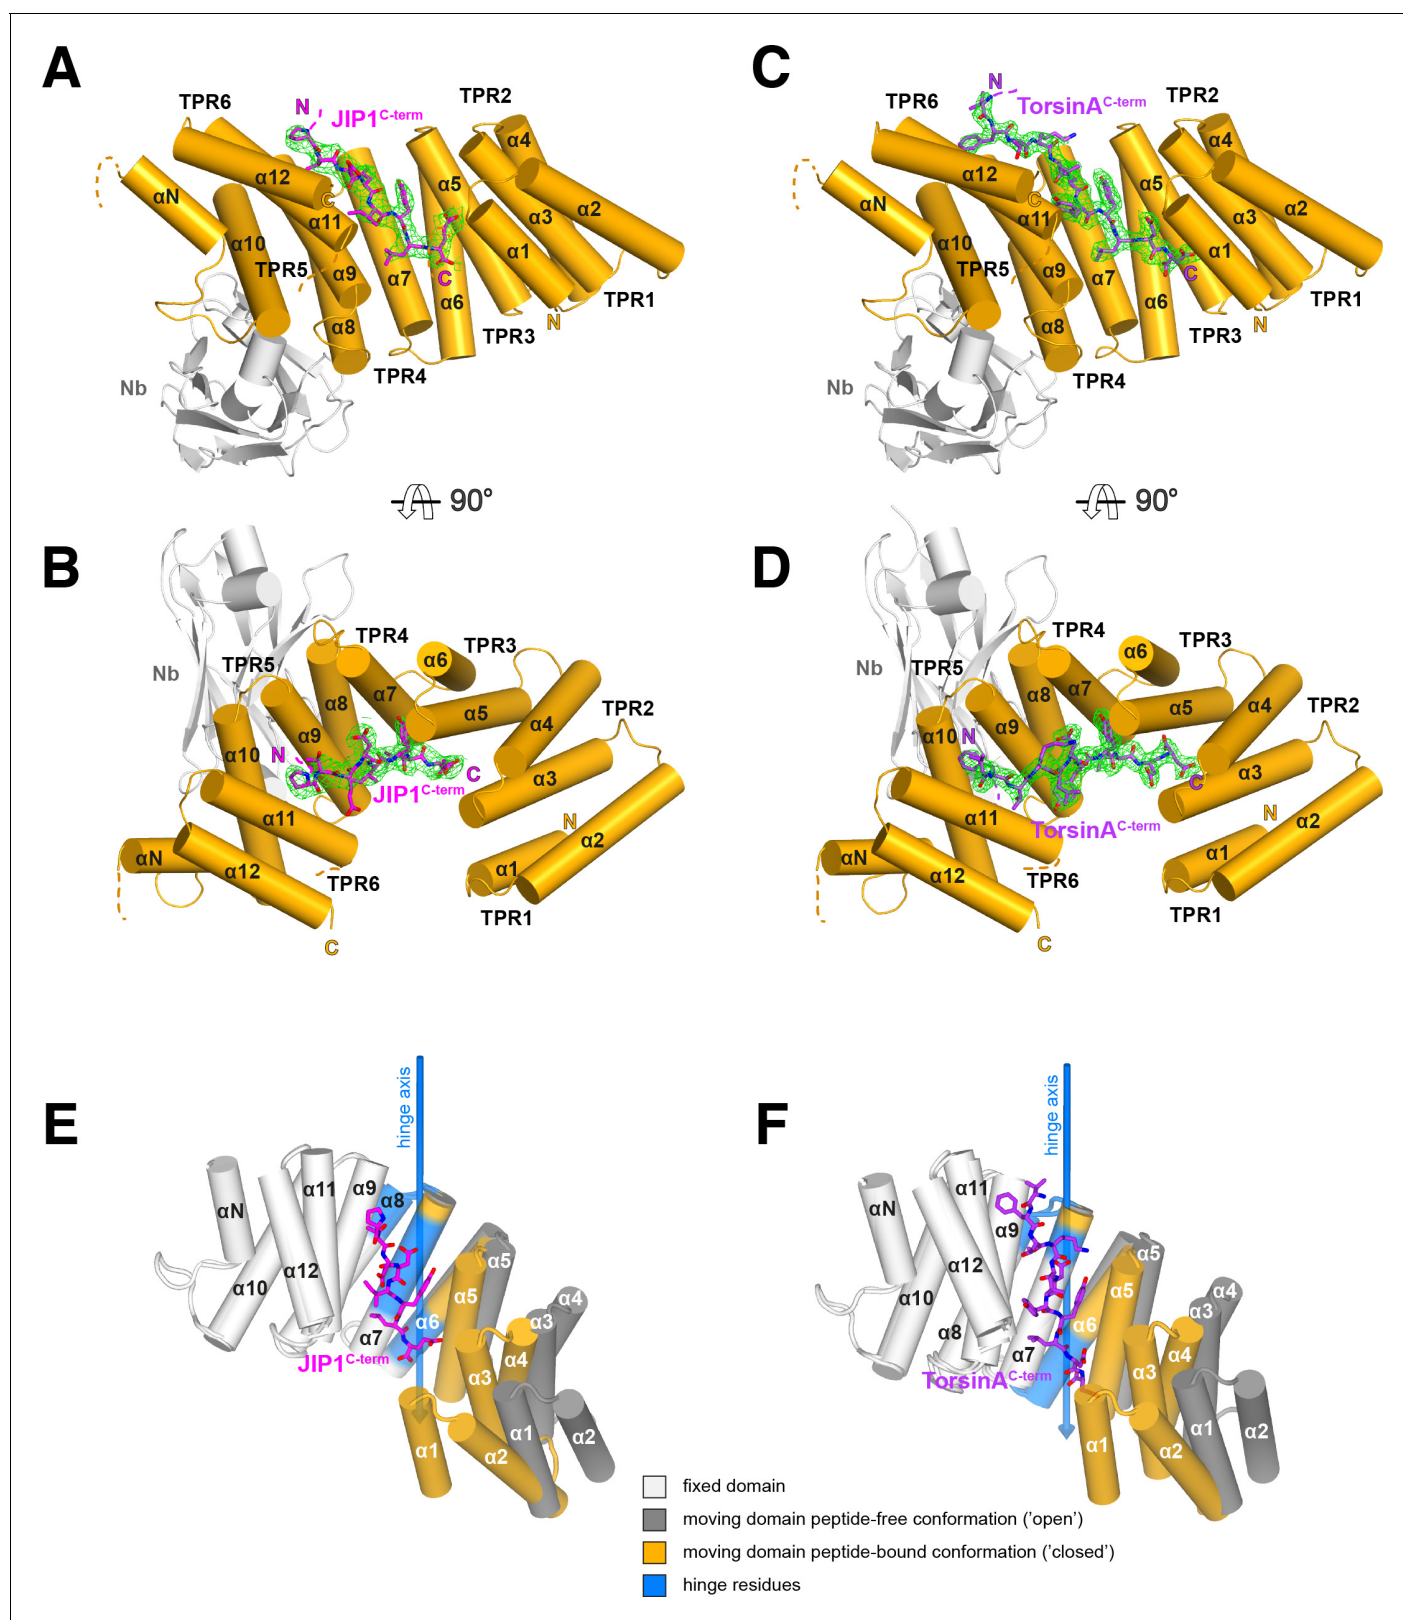 A
TPR6
N
JIP1C-term
TPR2
α4
αN
α12
C
α5
α2
α11
α3
α10
α1
TPR5
α9
α7
C
α6
TPR1
N
α8
TPR3
TPR4
Nb
90°
C
TPR6
N
TorsinAC-term
TPR2
α4
αN
α12
C
α5
α2
α11
α3
α10
α1
TPR5
α9
α7
C
α6
TPR1
N
α8
TPR3
TPR4
Nb
90°
B
TPR4
TPR3
α6
Nb
TPR5
α7
α8
TPR2
α5
α4
α9
α10
N
C
α3
JIP1C-term
α11
N
α2
αN
α12
α1
TPR6
TPR1
C
D
TPR4
TPR3
α6
Nb
TPR5
α7
α8
TPR2
α5
α4
α9
α10
N
C
α3
TorsinAC-term
α11
N
α2
αN
α12
α1
TPR6
TPR1
C
E
hinge axis
α11
α9
α8
αN
α5
α12
α10
α5
α4
α3
α6
α7
JIP1C-term
α4
α3
α1
α2
α1
α2
F
hinge axis
α11
αN
α9
α5
α12
α5
α10
α4
α3
α6
α8
α7
α4
TorsinAC-term
α3
α1
α2
α1
α2
fixed domain
moving domain peptide-free conformation ('open')
moving domain peptide-bound conformation ('closed')
hinge residues